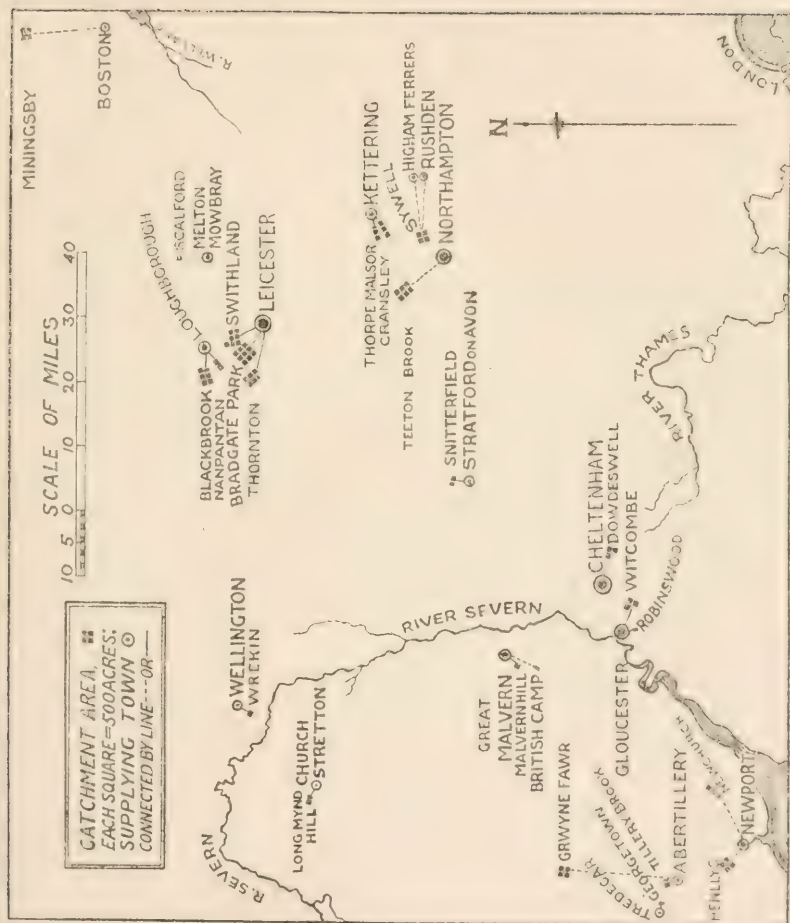 MININGSBY
BOSTON
R. WELLAND
SCALE OF MILES
10 5 0 10 20 30 40
CATCHMENT AREA,
EACH SQUARE=500ACRES:
SUPPLYING TOWN
CONNECTED BY LINE---OR—
LOUGHBOROUGH
SCALFORD
MELTON
MOWBRAY
BLACKBROOK
NANPANTAN
BRADGATE PARK
SWITHLAND
THORNTON
LEICESTER
WELLINGTON
WREKIN
R. SEVERN
LONG MYND CHURCH
HILL STRETTON
THORPE MALSOR
CRANSLEY
KETTERING
SYWELL
HIGHAM FERRERS
RUSHDEN
NORTHAMPTON
TEETON BROOK
SNITTERFIELD
STRATFORD ON AVON
N
RIVER SEVERN
GREAT
MALVERN
MALVERNHILL
BRITISH CAMP
CHELTENHAM
DOWDESWELL
WITCOMBE
ROBINSWOOD
GLOUCESTER
RIVER THAMES
LONDON
GRWYNE FAWR
TREDEGAR
GEORGETOWN
TILLERY BROOK
ABERTILLERY
NEWCHURCH
HENLLYS
NEWPORT